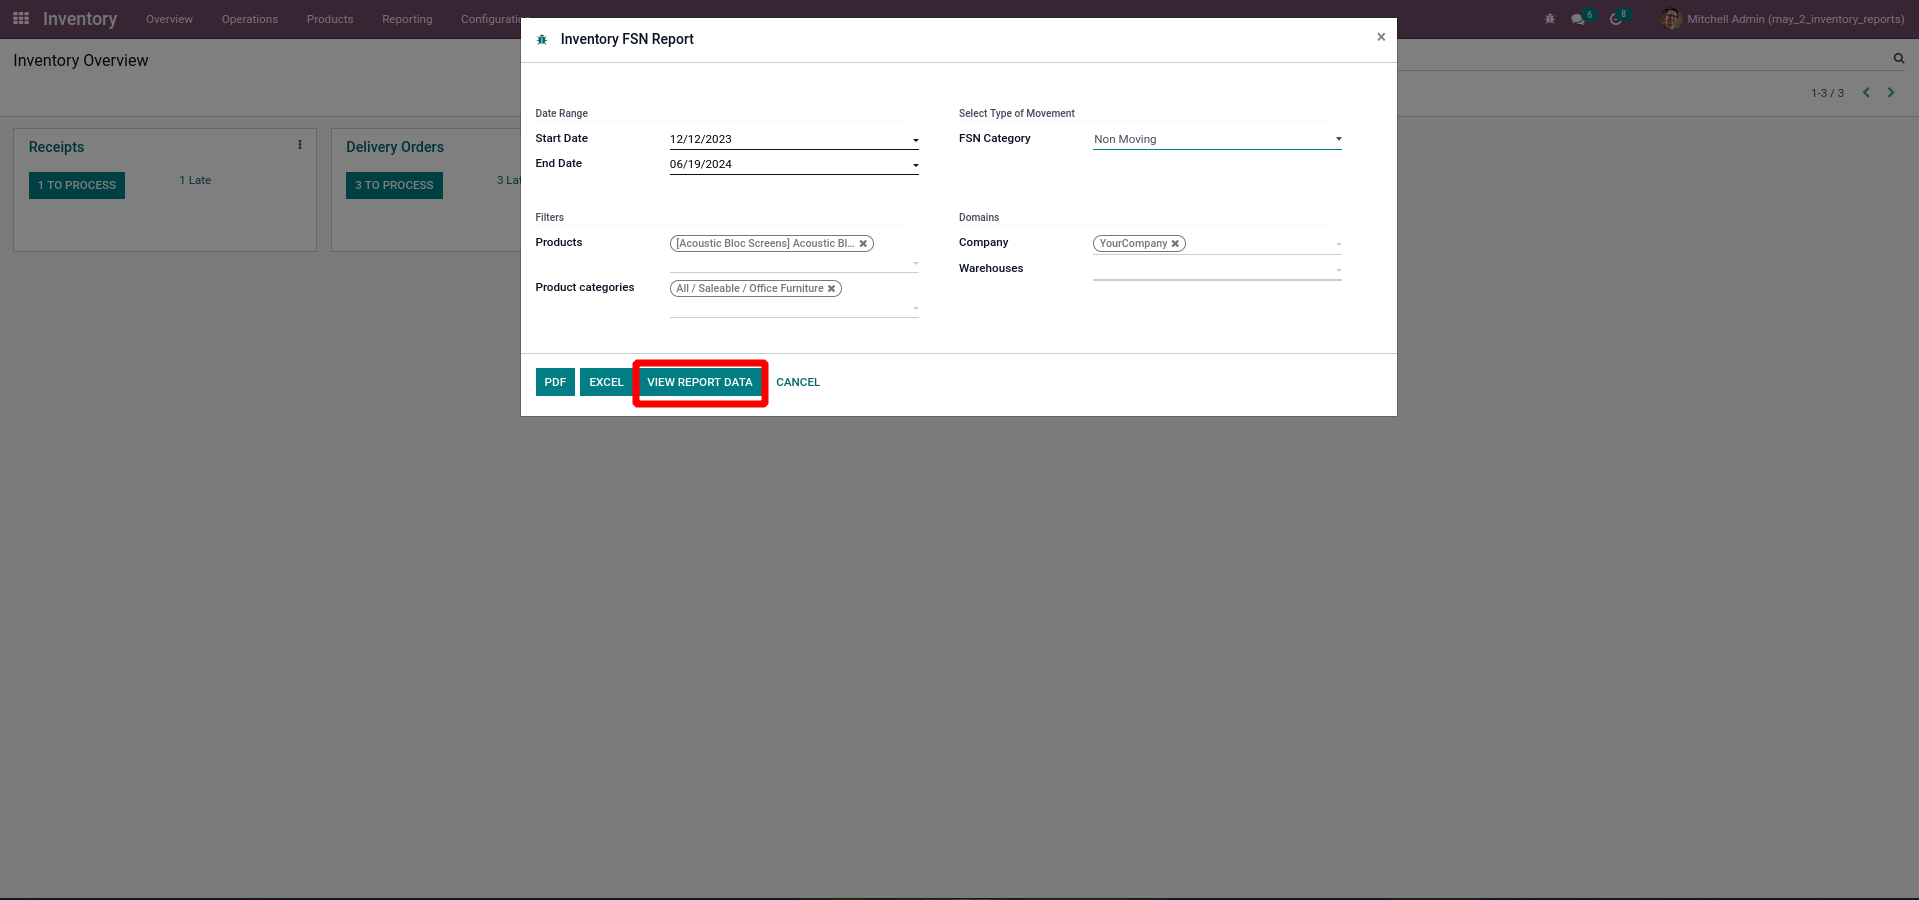 Inventory Overview Operations Products Reporting Configuration 6 8 Mitchell Admin (may_2_inventory_reports)
Inventory FSN Report ×
Inventory Overview
1-3 / 3
Date Range Select Type of Movement
Start Date 12/12/2023 FSN Category Non Moving
End Date 06/19/2024
Receipts Delivery Orders
1 TO PROCESS 1 Late 3 TO PROCESS
Filters Domains
Products [Acoustic Bloc Screens] Acoustic Bl... Company YourCompany
Warehouses
Product categories All / Saleable / Office Furniture
PDF EXCEL VIEW REPORT DATA CANCEL